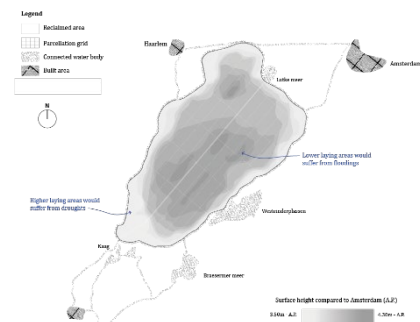 Legend
Reclaimed area
Parcellation grid
Connected water body
Built area
N
Haarlem
Amsterdam
Lutke meer
Lower laying areas would
suffer from floodings
Higher laying areas would
suffer from droughts
Westeinderplassen
Kaag
Braesemer meer
Surface height compared to Amsterdam (A.P.)